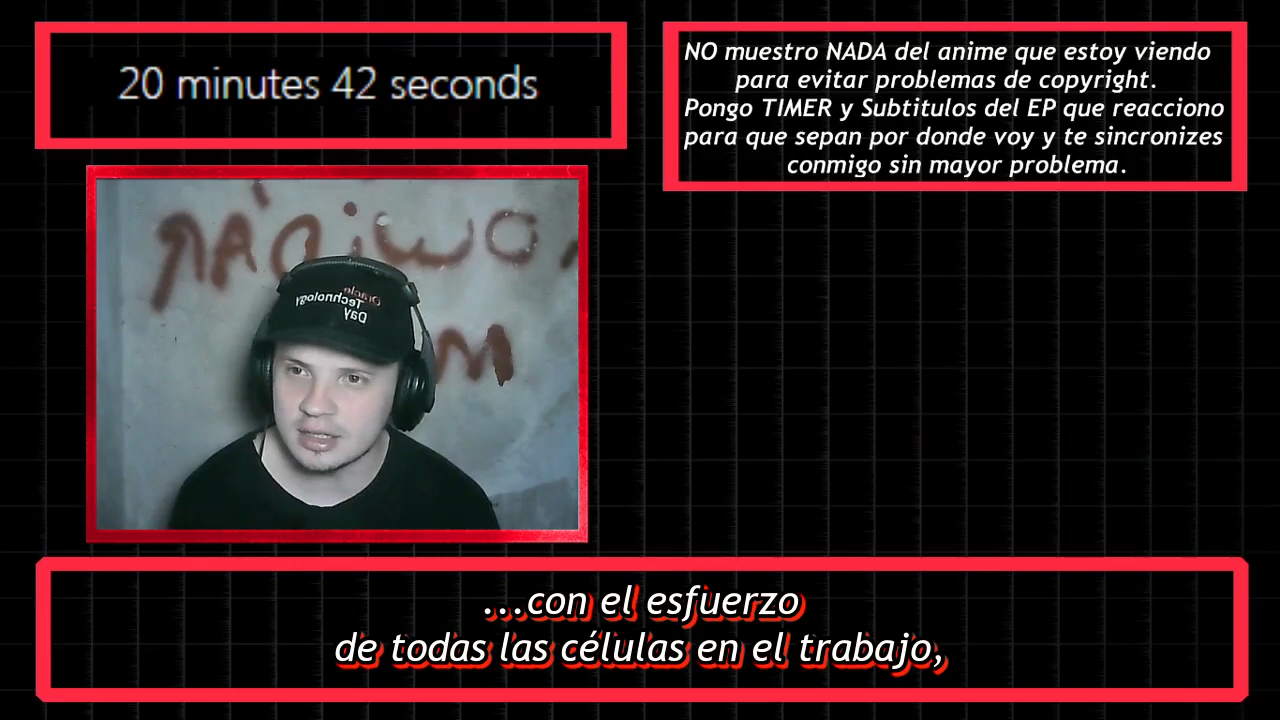 20 minutes 42 seconds
NO muestro NADA del anime que estoy viendo
para evitar problemas de copyright.
Pongo TIMER y Subtitulos del EP que reacciono
para que sepan por donde voy y te sincronizes
conmigo sin mayor problema.
Oracle
Technology
Day
...con el esfuerzo
de todas las células en el trabajo,